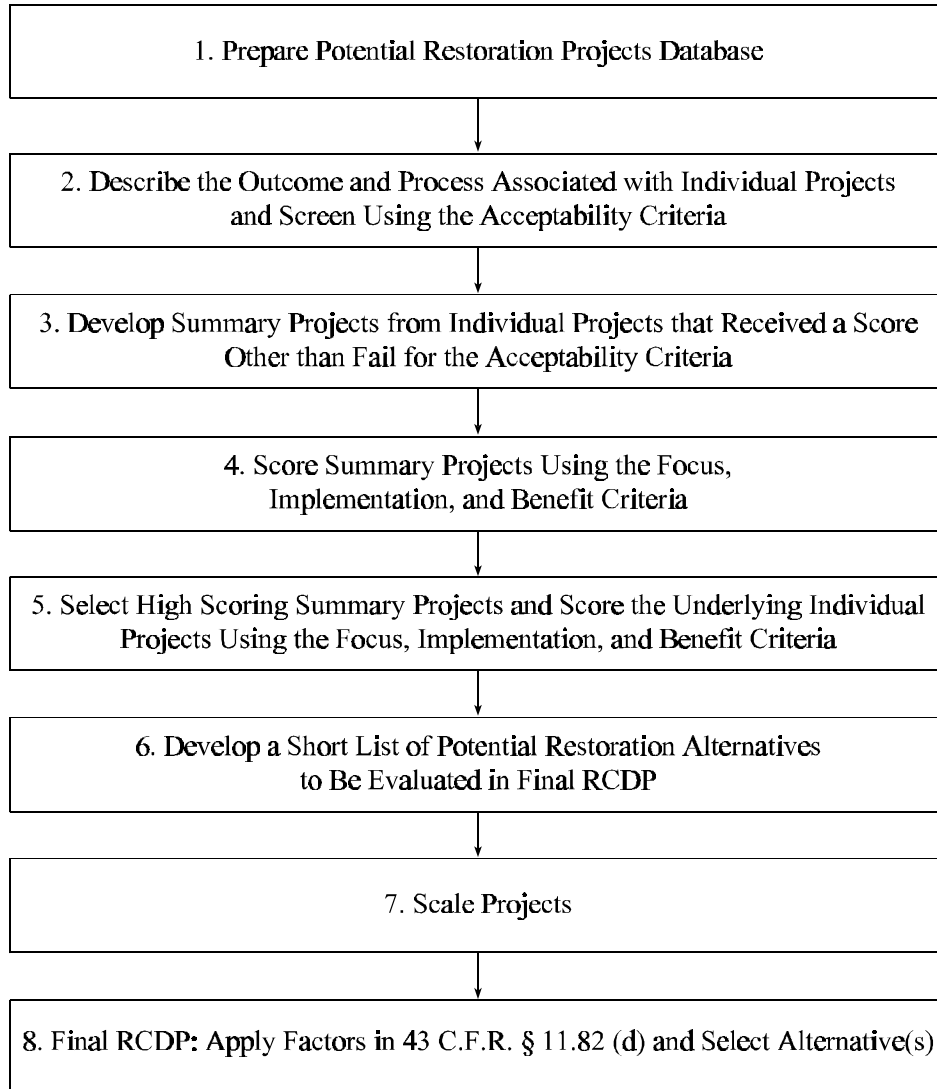 1. Prepare Potential Restoration Projects Database
2. Describe the Outcome and Process Associated with Individual Projects
and Screen Using the Acceptability Criteria
3. Develop Summary Projects from Individual Projects that Received a Score
Other than Fail for the Acceptability Criteria
4. Score Summary Projects Using the Focus,
Implementation, and Benefit Criteria
5. Select High Scoring Summary Projects and Score the Underlying Individual
Projects Using the Focus, Implementation, and Benefit Criteria
6. Develop a Short List of Potential Restoration Alternatives
to Be Evaluated in Final RCDP
7. Scale Projects
8. Final RCDP: Apply Factors in 43 C.F.R. § 11.82 (d) and Select Alternative(s)